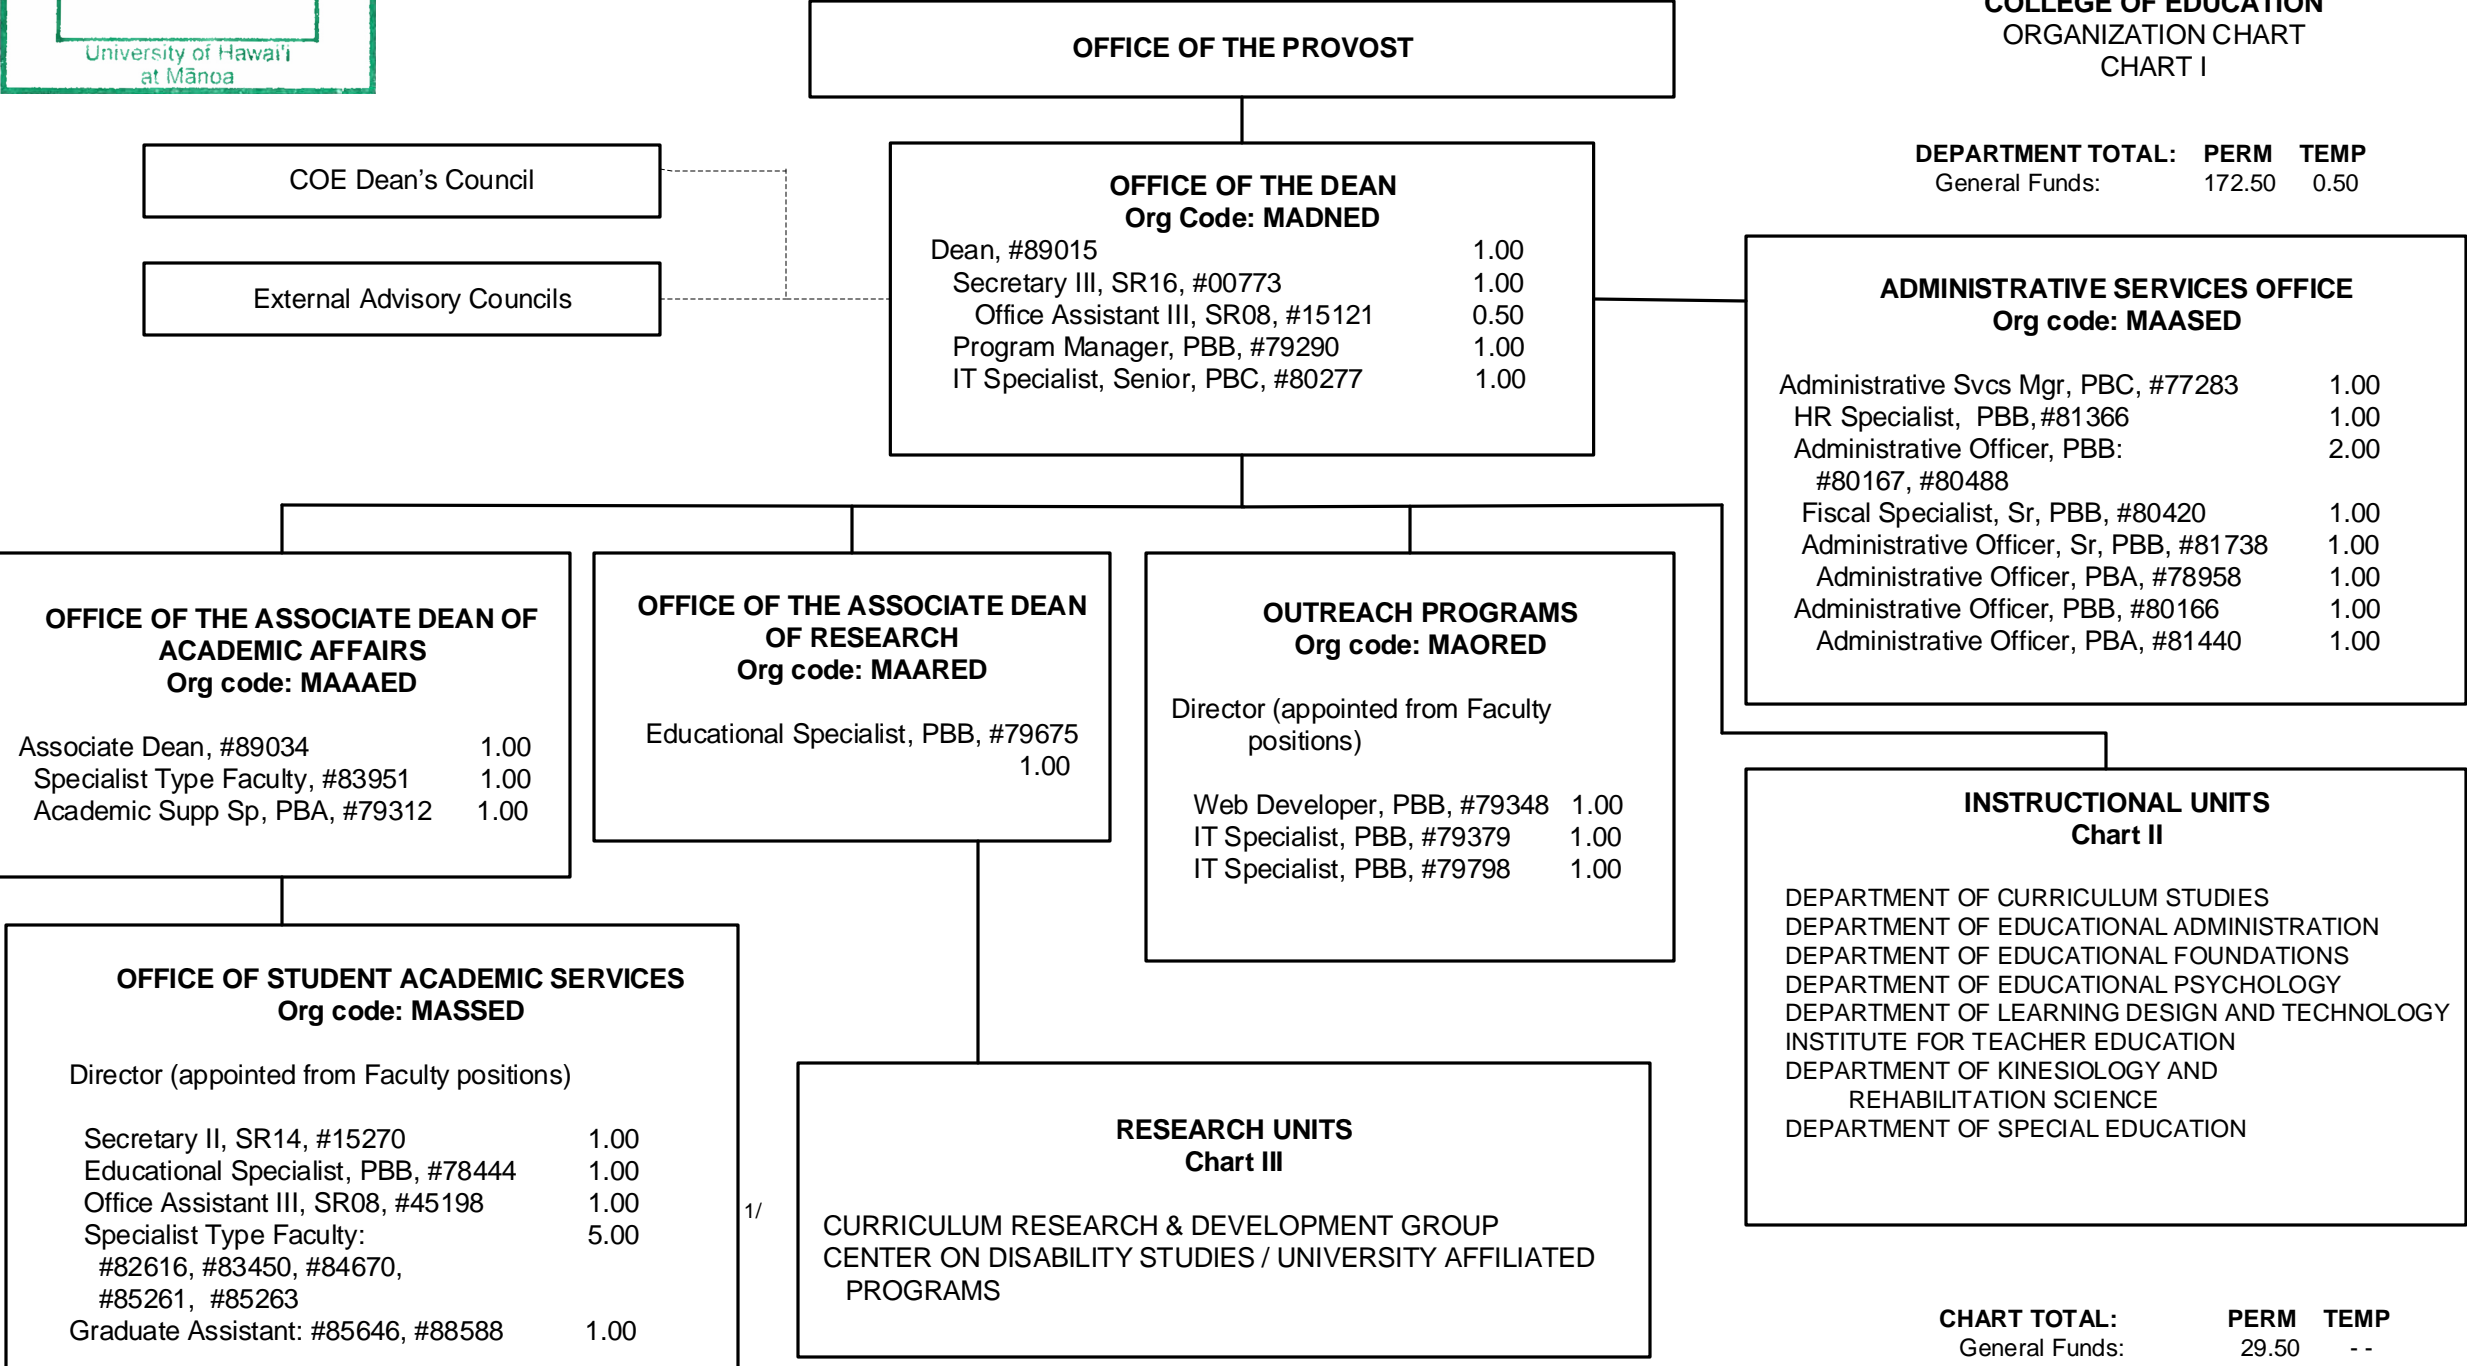 University of Hawai'i
at Mānoa
COLLEGE OF EDUCATION
ORGANIZATION CHART
CHART I
DEPARTMENT TOTAL: PERM TEMP
General Funds: 172.50 0.50
OFFICE OF THE PROVOST
COE Dean's Council
External Advisory Councils
OFFICE OF THE DEAN
Org Code: MADNED
Dean, #89015 1.00
Secretary III, SR16, #00773 1.00
Office Assistant III, SR08, #15121 0.50
Program Manager, PBB, #79290 1.00
IT Specialist, Senior, PBC, #80277 1.00
ADMINISTRATIVE SERVICES OFFICE
Org code: MAASED
Administrative Svcs Mgr, PBC, #77283 1.00
HR Specialist, PBB, #81366 1.00
Administrative Officer, PBB: 2.00
#80167, #80488
Fiscal Specialist, Sr, PBB, #80420 1.00
Administrative Officer, Sr, PBB, #81738 1.00
Administrative Officer, PBA, #78958 1.00
Administrative Officer, PBB, #80166 1.00
Administrative Officer, PBA, #81440 1.00
OFFICE OF THE ASSOCIATE DEAN OF
ACADEMIC AFFAIRS
Org code: MAAAED
Associate Dean, #89034 1.00
Specialist Type Faculty, #83951 1.00
Academic Supp Sp, PBA, #79312 1.00
OFFICE OF THE ASSOCIATE DEAN
OF RESEARCH
Org code: MAARED
Educational Specialist, PBB, #79675
1.00
OUTREACH PROGRAMS
Org code: MAORED
Director (appointed from Faculty
positions)
Web Developer, PBB, #79348 1.00
IT Specialist, PBB, #79379 1.00
IT Specialist, PBB, #79798 1.00
INSTRUCTIONAL UNITS
Chart II
DEPARTMENT OF CURRICULUM STUDIES
DEPARTMENT OF EDUCATIONAL ADMINISTRATION
DEPARTMENT OF EDUCATIONAL FOUNDATIONS
DEPARTMENT OF EDUCATIONAL PSYCHOLOGY
DEPARTMENT OF LEARNING DESIGN AND TECHNOLOGY
INSTITUTE FOR TEACHER EDUCATION
DEPARTMENT OF KINESIOLOGY AND
REHABILITATION SCIENCE
DEPARTMENT OF SPECIAL EDUCATION
OFFICE OF STUDENT ACADEMIC SERVICES
Org code: MASSED
Director (appointed from Faculty positions)
Secretary II, SR14, #15270 1.00
Educational Specialist, PBB, #78444 1.00
Office Assistant III, SR08, #45198 1.00
1/
Specialist Type Faculty: 5.00
#82616, #83450, #84670,
#85261, #85263
Graduate Assistant: #85646, #88588 1.00
RESEARCH UNITS
Chart III
CURRICULUM RESEARCH & DEVELOPMENT GROUP
CENTER ON DISABILITY STUDIES / UNIVERSITY AFFILIATED
PROGRAMS
CHART TOTAL: PERM TEMP
General Funds: 29.50 - -